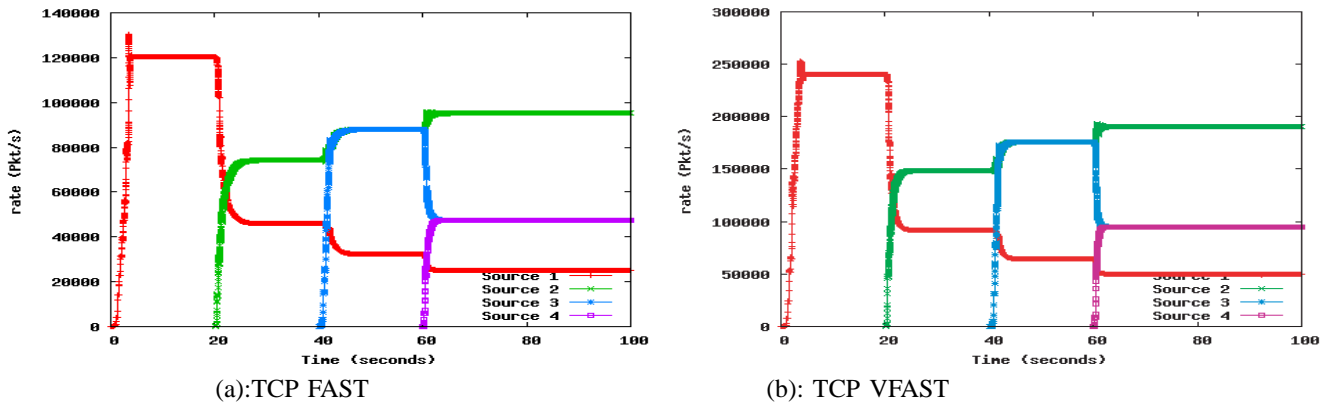 140000
120000
100000
80000
60000
40000
20000
0
rate (Pkt/s)
0 20 40 60 80 100
Time (seconds)
Source 1
Source 2
Source 3
Source 4
(a):TCP FAST
300000
250000
200000
150000
100000
50000
0
rate (Pkt/s)
0 20 40 60 80 100
Time (seconds)
Source 1
Source 2
Source 3
Source 4
(b): TCP VFAST